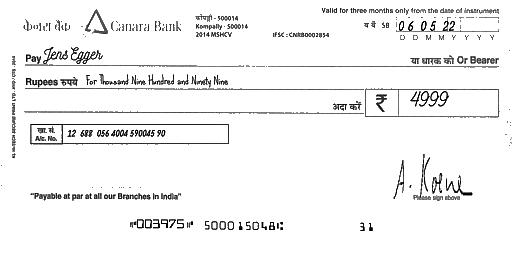 केनरा बैंक Canara Bank
कोंपल्ली - 500014
Kompally - 500014
2014 MSHCV
IFSC : CNRB0002854
Valid for three months only from the date of instrument
SB 06 05 22
D D M M Y Y Y Y
Pay Jens Egger या धारक को Or Bearer
Rupees रुपये For Thousand Nine Hundred and Ninety Nine
अदा करें ₹ 4999
खा. सं.
A/c. No. 12 688 056 4004 590045 90
A. Koene
Please sign above
"Payable at par at all our Branches in India"
⑈003975⑈ 500015048⑆ 31